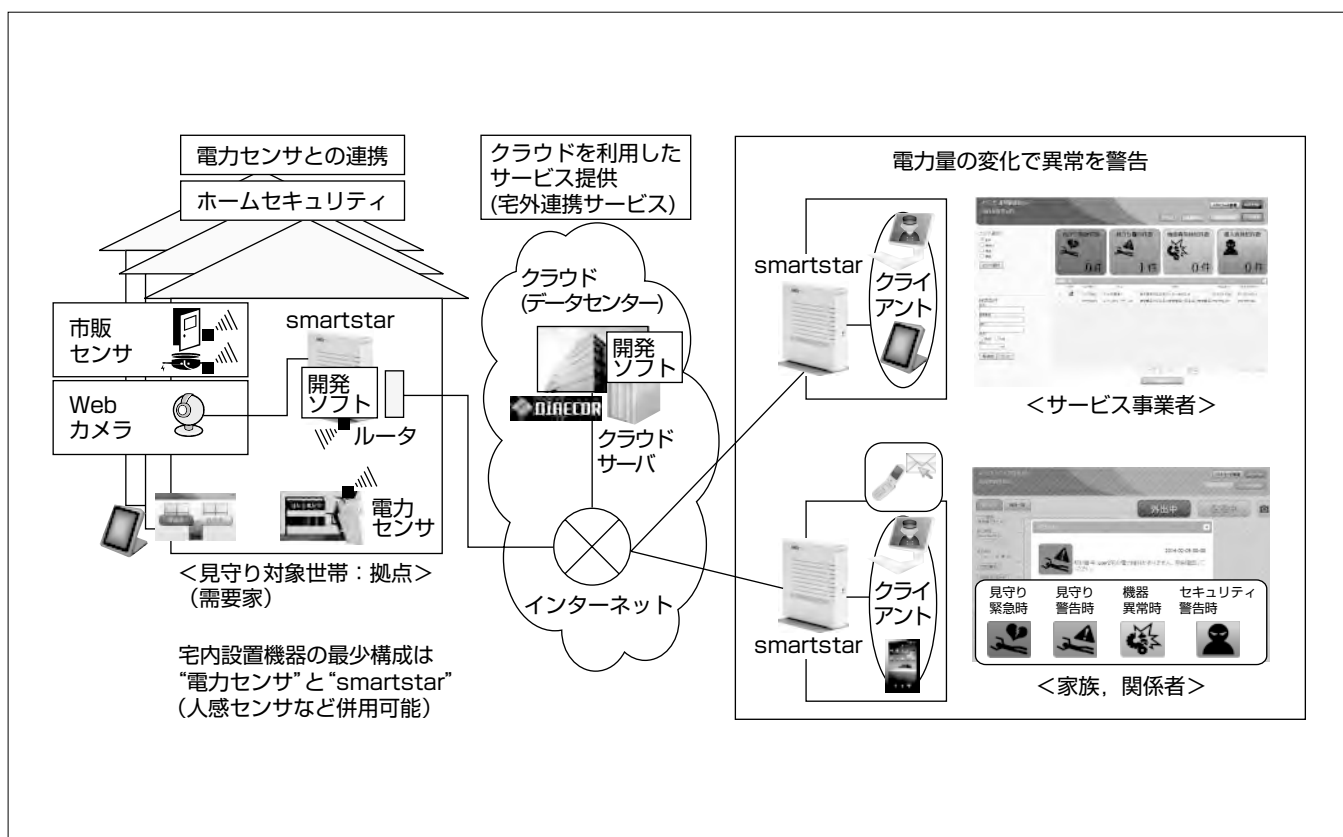 電力センサとの連携
ホームセキュリティ
市販
センサ
Web
カメラ
smartstar
開発
ソフト
ルータ
電力
センサ
<見守り対象世帯：拠点>
（需要家）
宅内設置機器の最少構成は
“電力センサ”と“smartstar”
（人感センサなど併用可能）
クラウドを利用した
サービス提供
(宅外連携サービス)
クラウド
(データセンター)
開発
ソフト
クラウド
サーバ
インターネット
電力量の変化で異常を警告
smartstar
クライ
アント
0件
1件
0件
0件
<サービス事業者>
smartstar
クライ
アント
外出中
見守り
緊急時
見守り
警告時
機器
異常時
セキュリティ
警告時
<家族，関係者>